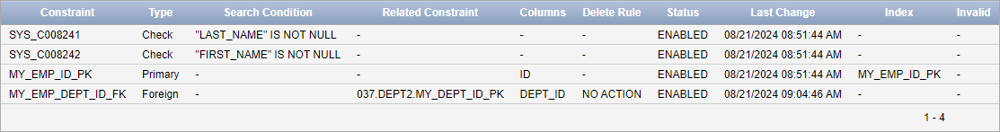 Constraint Type Search Condition Related Constraint Columns Delete Rule Status Last Change Index Invalid
SYS_C008241 Check "LAST_NAME" IS NOT NULL - - - ENABLED 08/21/2024 08:51:44 AM - -
SYS_C008242 Check "FIRST_NAME" IS NOT NULL - - - ENABLED 08/21/2024 08:51:44 AM - -
MY_EMP_ID_PK Primary - - ID - ENABLED 08/21/2024 08:51:44 AM MY_EMP_ID_PK -
MY_EMP_DEPT_ID_FK Foreign - 037.DEPT2.MY_DEPT_ID_PK DEPT_ID NO ACTION ENABLED 08/21/2024 09:04:46 AM - -
1 - 4